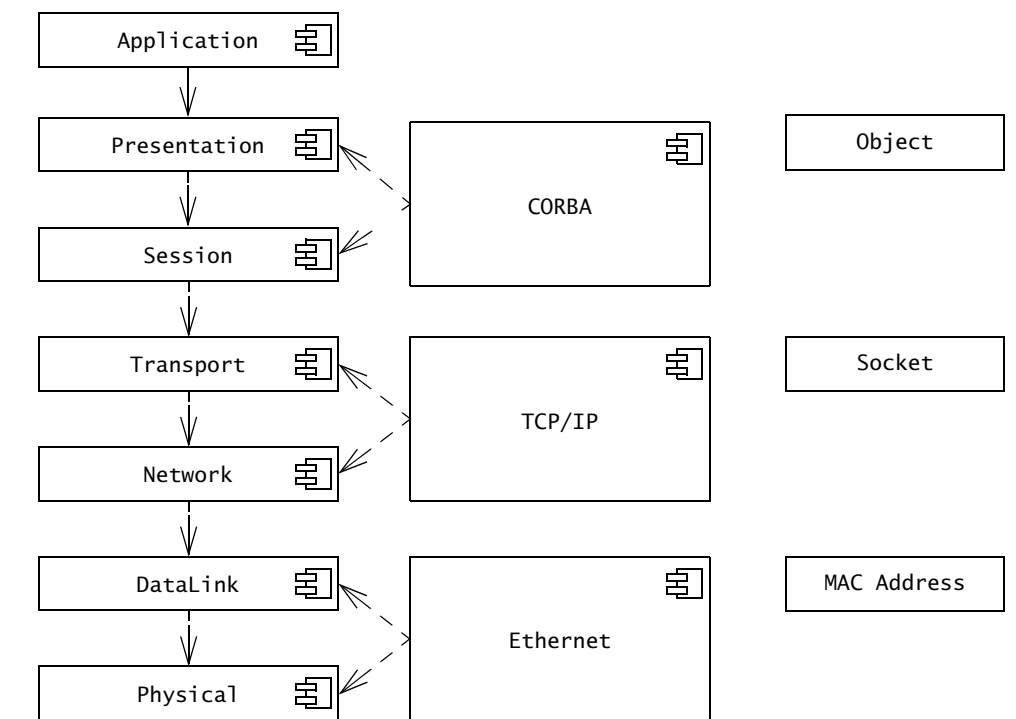 Application
Presentation
CORBA
Object
Session
Transport
TCP/IP
Socket
Network
DataLink
Ethernet
MAC Address
Physical